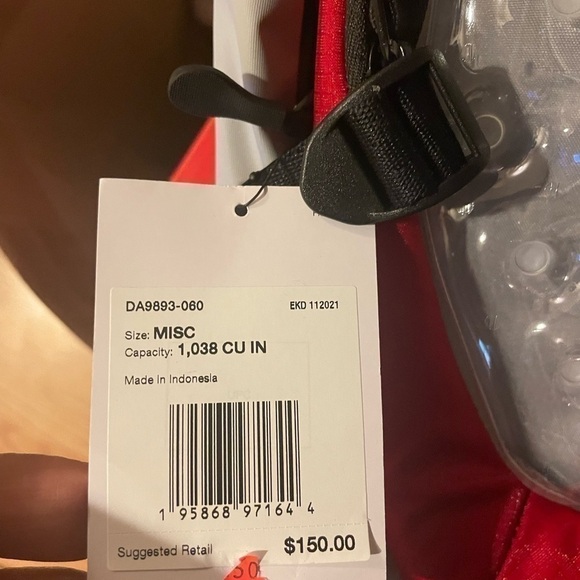 DA9893-060 EKD 112021
Size: MISC
Capacity: 1,038 CU IN
Made in Indonesia
1 95868 97164 4
Suggested Retail $150.00